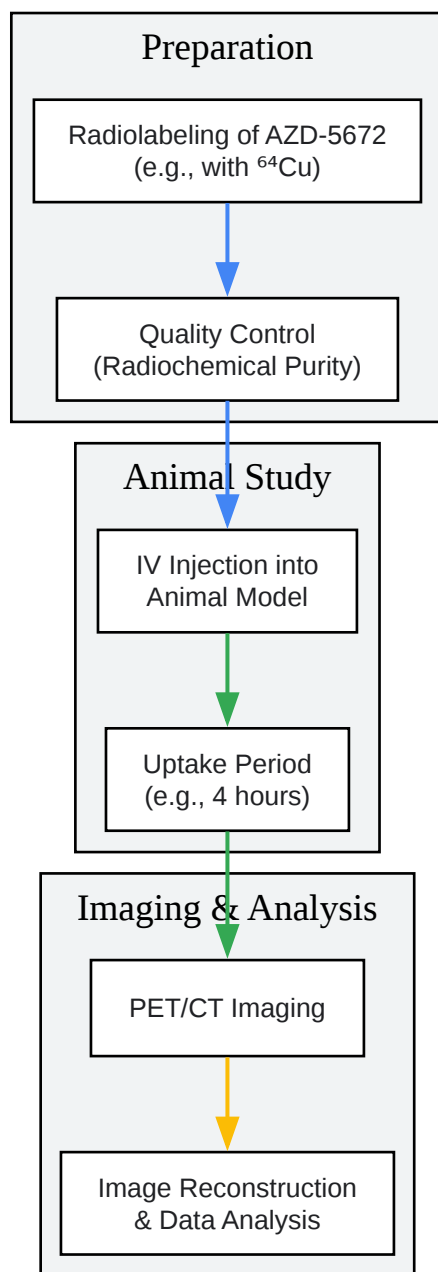 Preparation
Radiolabeling of AZD-5672
(e.g., with ⁶⁴Cu)
Quality Control
(Radiochemical Purity)
Animal Study
IV Injection into
Animal Model
Uptake Period
(e.g., 4 hours)
Imaging & Analysis
PET/CT Imaging
Image Reconstruction
& Data Analysis